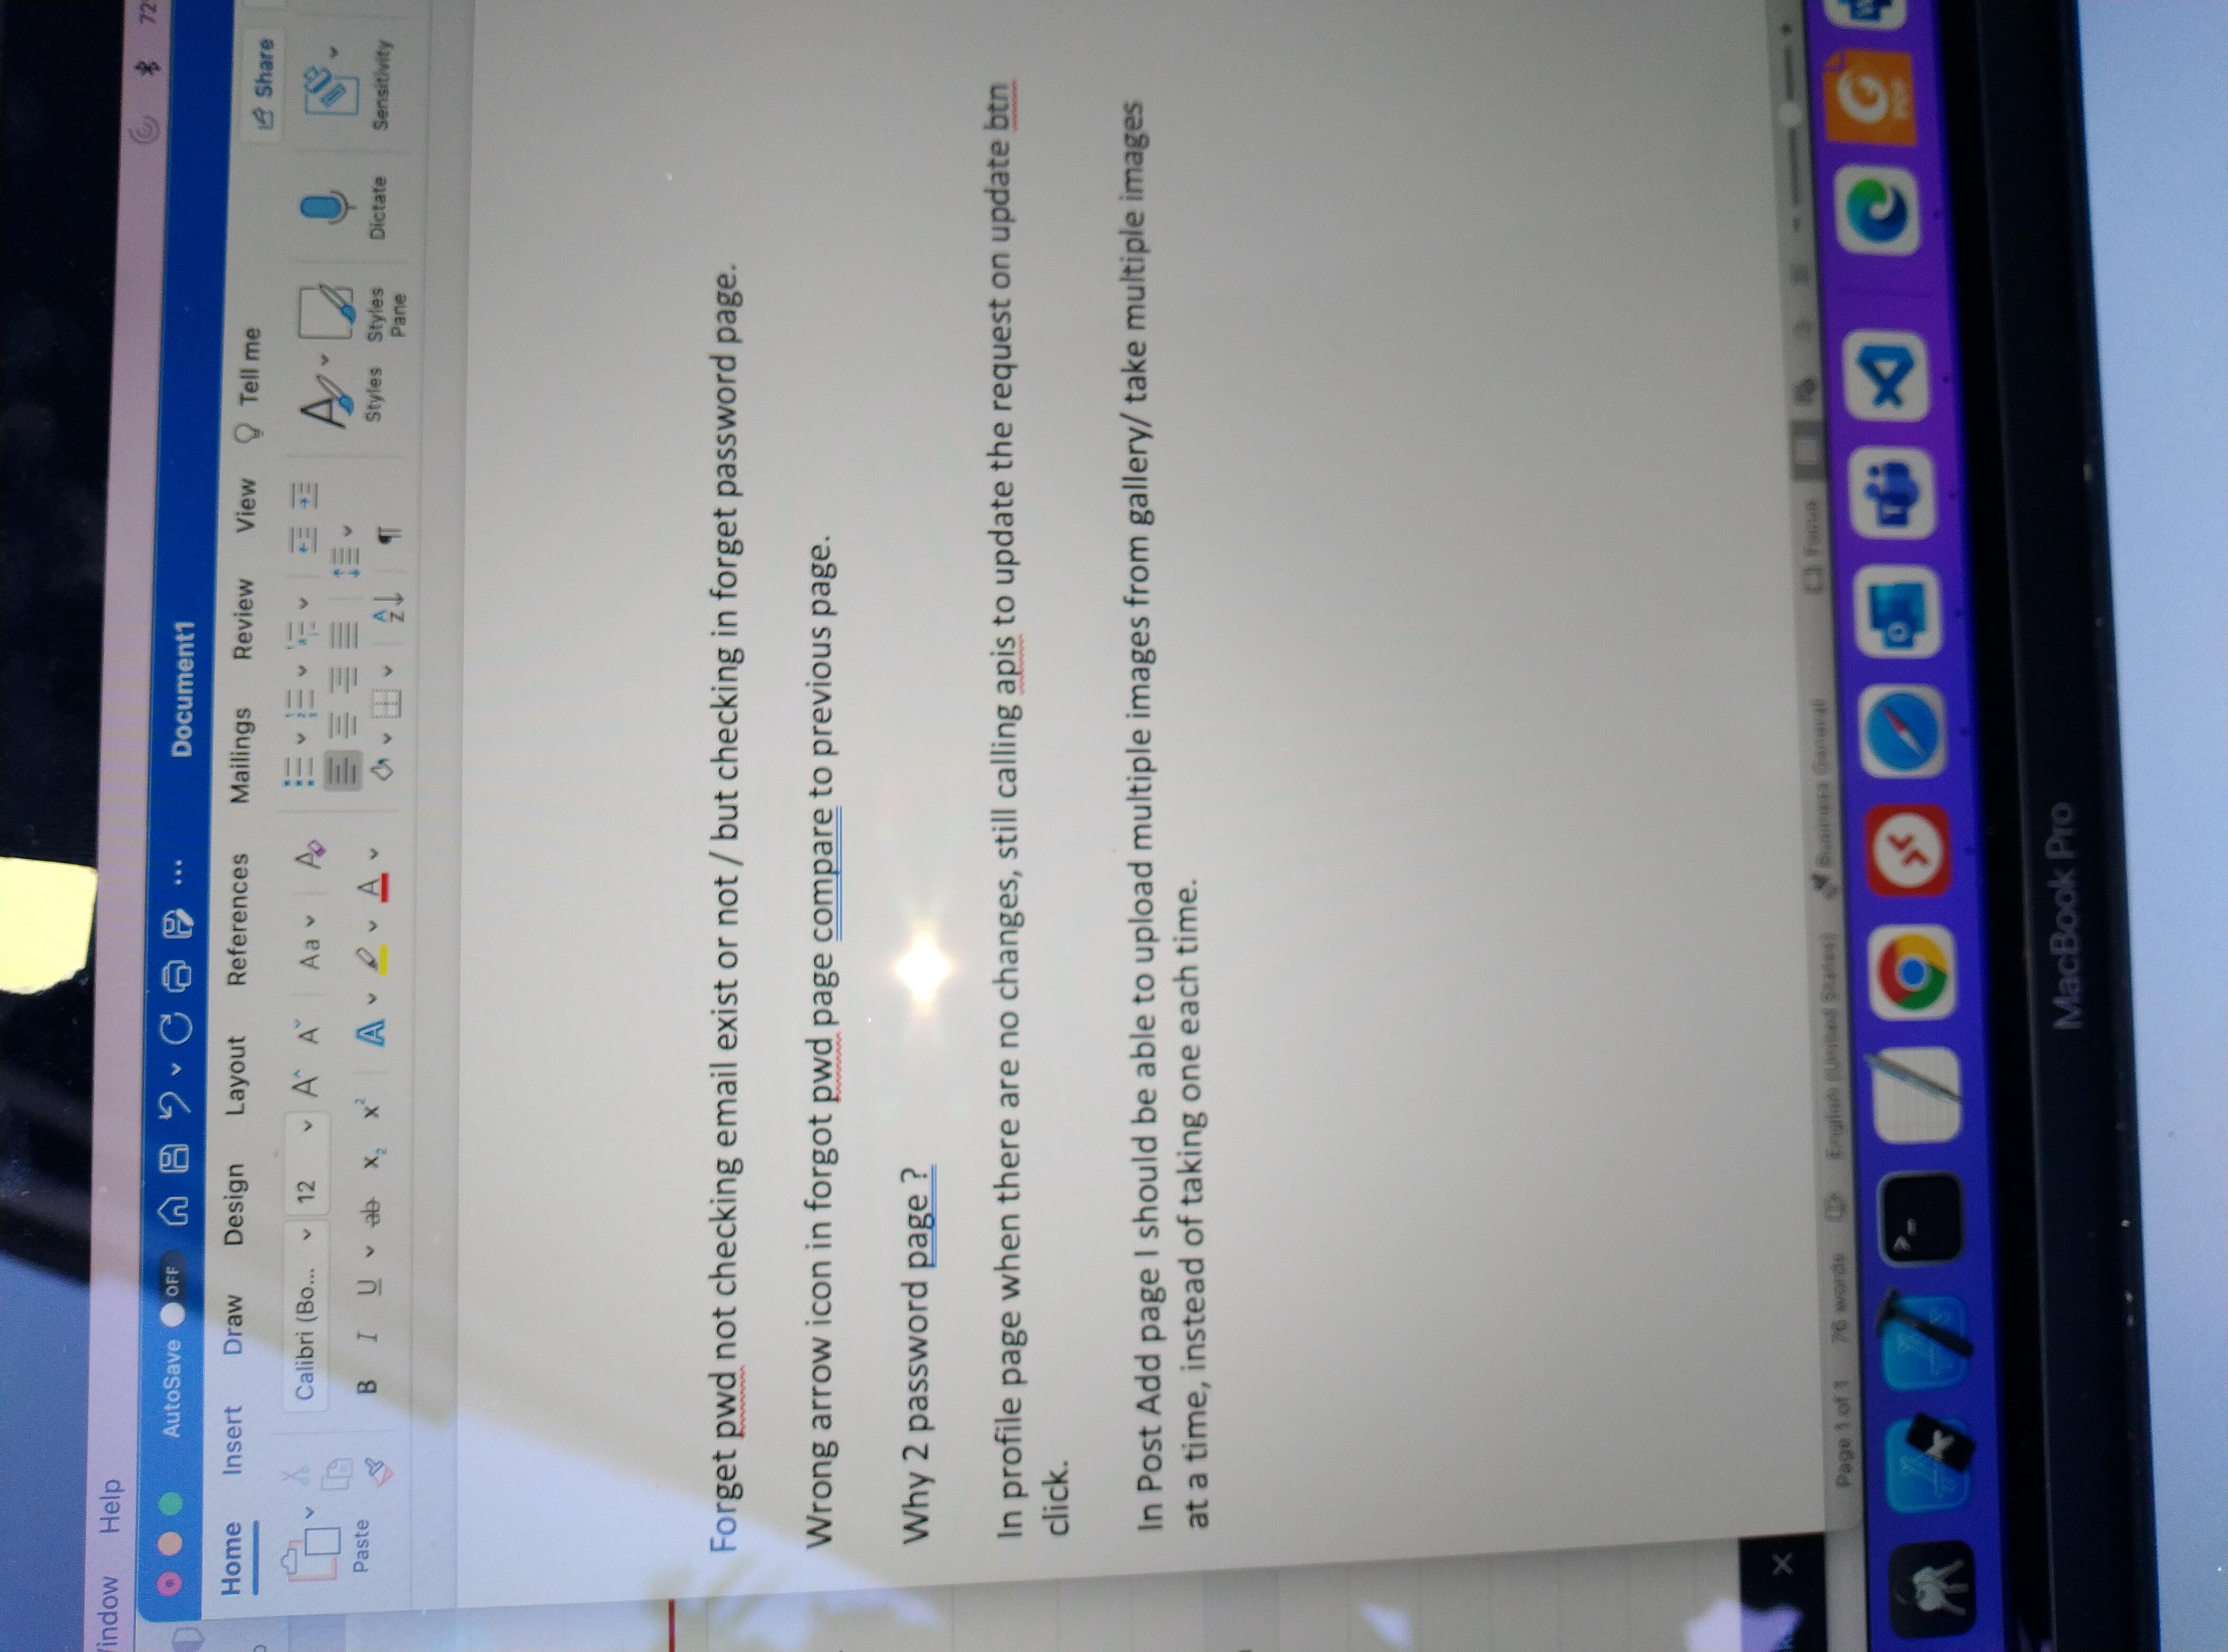 Window Help
72
AutoSave OFF Document1
Home Insert Draw Design Layout References Mailings Review View Tell me Share
Calibri (Bo... 12 Aa
Paste B I U ab X₂ X² A A Styles Styles Pane Dictate Sensitivity
Forget pwd not checking email exist or not / but checking in forget password page.
Wrong arrow icon in forgot pwd page compare to previous page.
Why 2 password page ?
In profile page when there are no changes, still calling apis to update the request on update btn
click.
In Post Add page I should be able to upload multiple images from gallery/ take multiple images
at a time, instead of taking one each time.
Page 1 of 1 76 words English (United States) Business General Focus
PDF
MacBook Pro